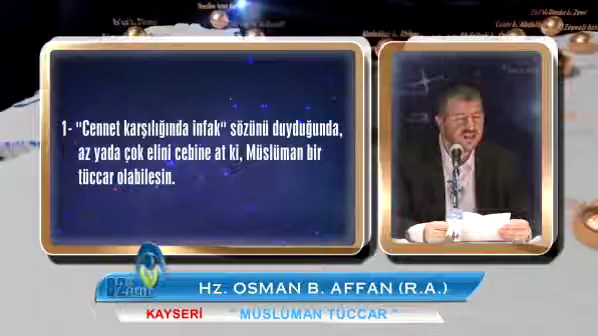 1- "Cennet karşılığında infak" sözünü duyduğunda,
az yada çok elini cebine at ki, Müslüman bir
tüccar olabilesin.
Hz. OSMAN B. AFFAN (R.A.)
KAYSERİ " MÜSLÜMAN TÜCCAR "